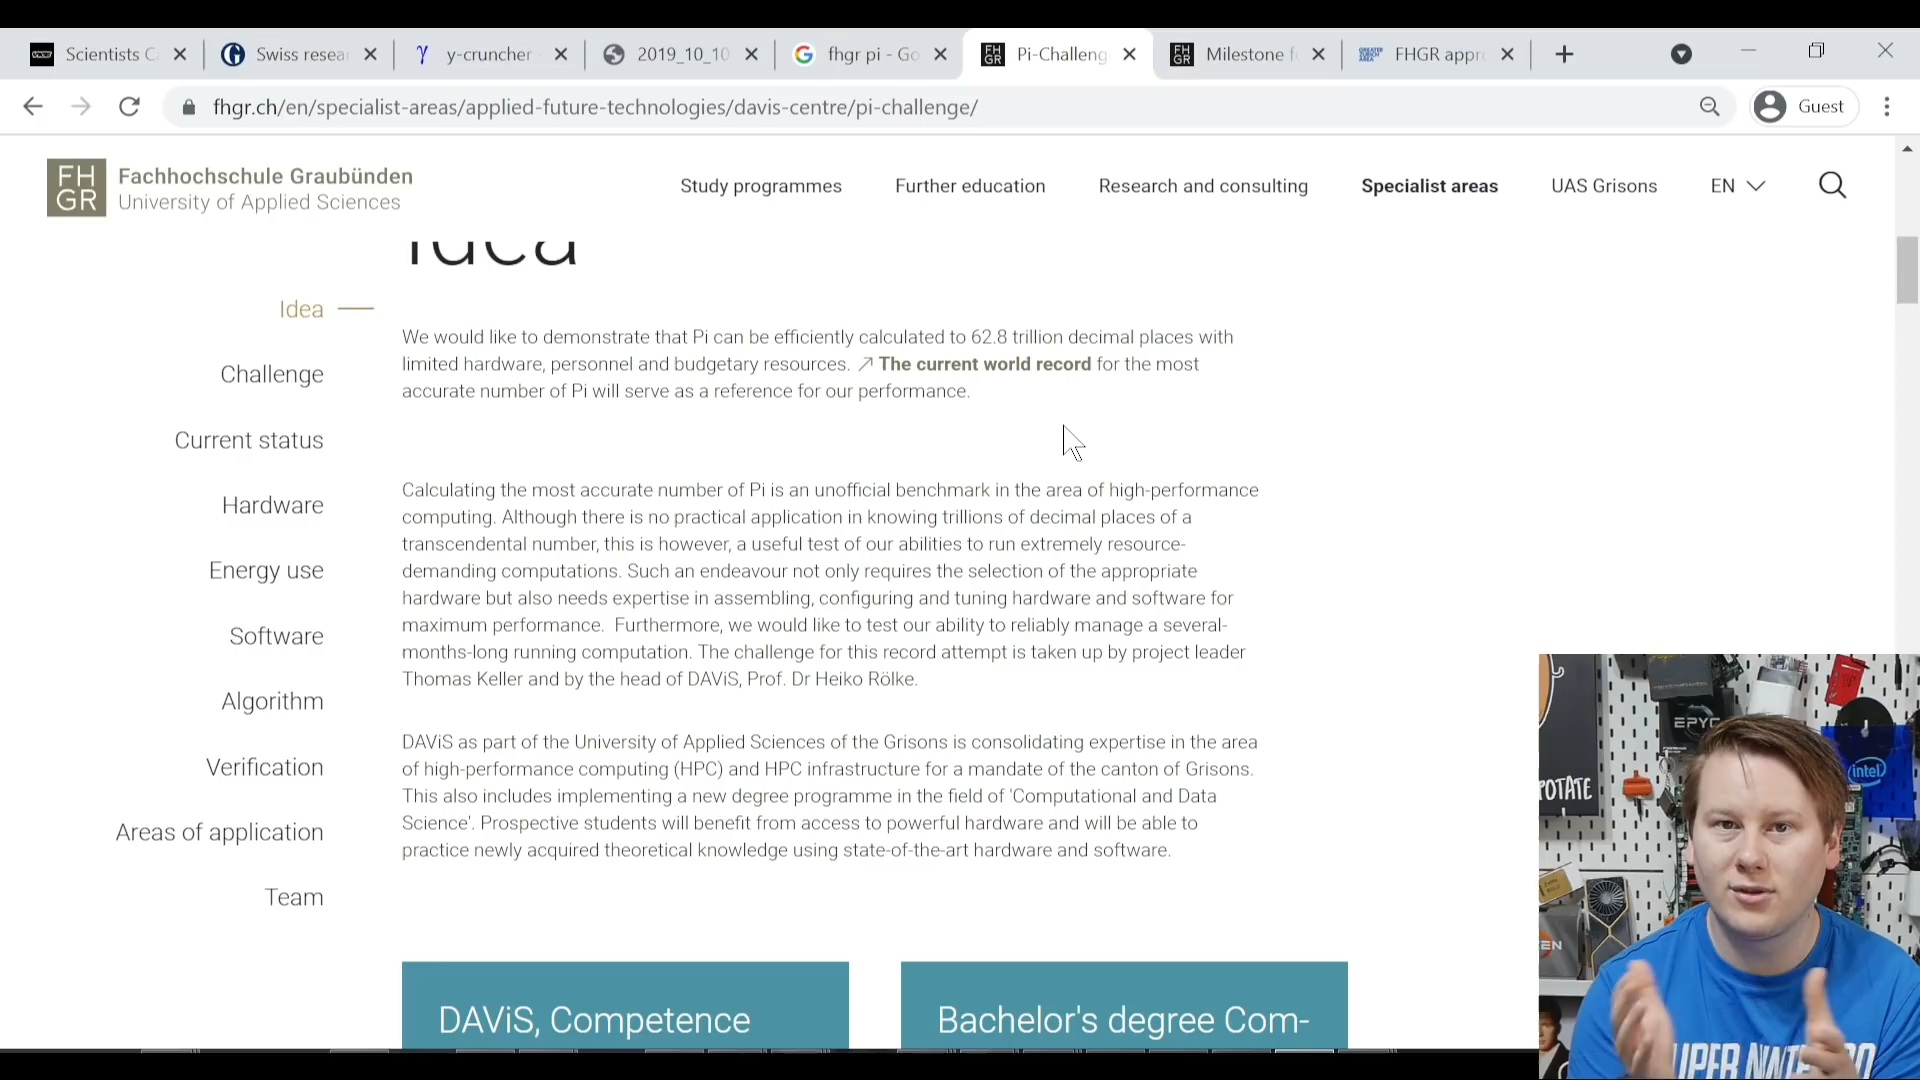 Scientists C
Swiss resear
y-cruncher
2019_10_10
fhgr pi - Go
Pi-Challeng
Milestone f
FHGR appr
fhgr.ch/en/specialist-areas/applied-future-technologies/davis-centre/pi-challenge/
Guest
FH
GR
Fachhochschule Graubünden
University of Applied Sciences
Study programmes
Further education
Research and consulting
Specialist areas
UAS Grisons
EN
Idea
Idea
Challenge
Current status
Hardware
Energy use
Software
Algorithm
Verification
Areas of application
Team
We would like to demonstrate that Pi can be efficiently calculated to 62.8 trillion decimal places with
limited hardware, personnel and budgetary resources. ↗ The current world record for the most
accurate number of Pi will serve as a reference for our performance.
Calculating the most accurate number of Pi is an unofficial benchmark in the area of high-performance
computing. Although there is no practical application in knowing trillions of decimal places of a
transcendental number, this is however, a useful test of our abilities to run extremely resource-
demanding computations. Such an endeavour not only requires the selection of the appropriate
hardware but also needs expertise in assembling, configuring and tuning hardware and software for
maximum performance. Furthermore, we would like to test our ability to reliably manage a several-
months-long running computation. The challenge for this record attempt is taken up by project leader
Thomas Keller and by the head of DAViS, Prof. Dr Heiko Rölke.
DAViS as part of the University of Applied Sciences of the Grisons is consolidating expertise in the area
of high-performance computing (HPC) and HPC infrastructure for a mandate of the canton of Grisons.
This also includes implementing a new degree programme in the field of 'Computational and Data
Science'. Prospective students will benefit from access to powerful hardware and will be able to
practice newly acquired theoretical knowledge using state-of-the-art hardware and software.
DAViS, Competence
Bachelor's degree Com-
EPYC
intel
POTATE
EN